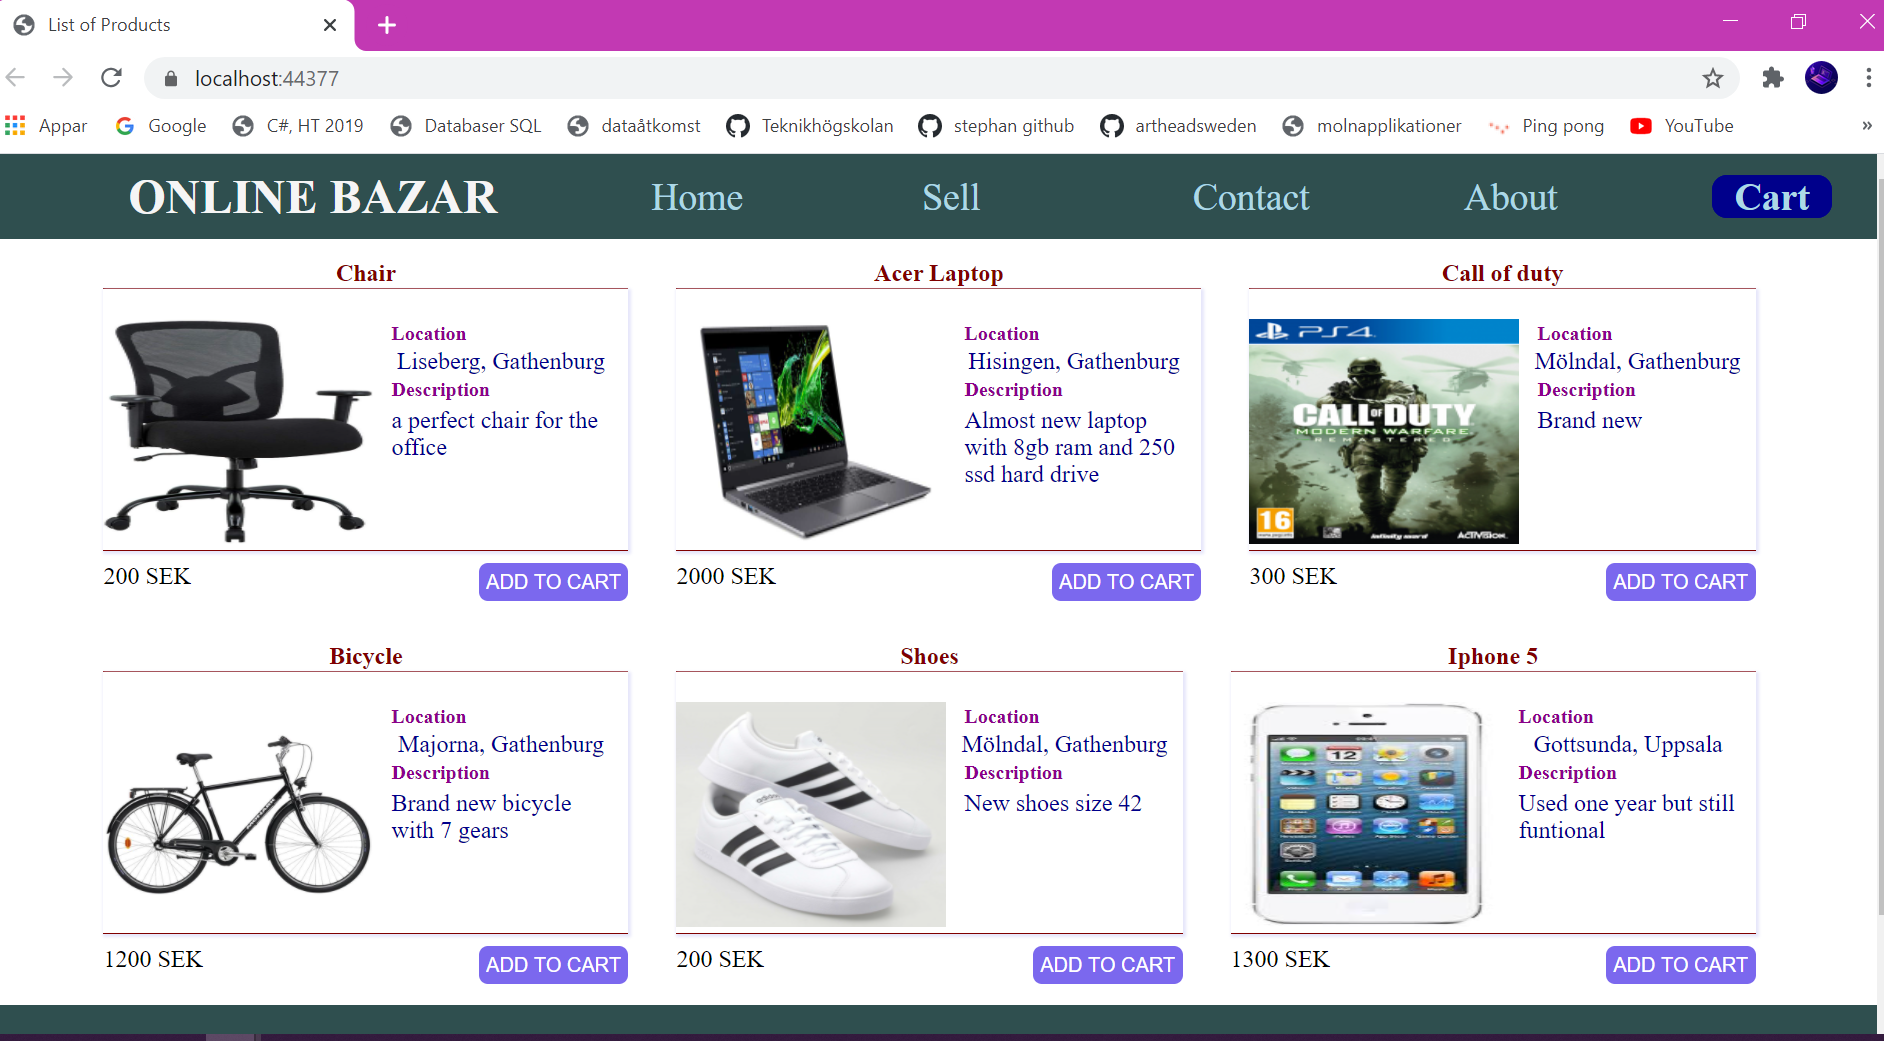 List of Products
localhost:44377
Appar Google C#, HT 2019 Databaser SQL dataåtkomst Teknikhögskolan stephan github artheadsweden molnapplikationer Ping pong YouTube »
ONLINE BAZAR Home Sell Contact About Cart
Chair
Location
Liseberg, Gathenburg
Description
a perfect chair for the
office
200 SEK ADD TO CART
Acer Laptop
Location
Hisingen, Gathenburg
Description
Almost new laptop
with 8gb ram and 250
ssd hard drive
acer
2000 SEK ADD TO CART
Call of duty
PS4
CALL OF DUTY
MODERN WARFARE
REMASTERED
16
infinity ward
ACTIVISION
Location
Mölndal, Gathenburg
Description
Brand new
300 SEK ADD TO CART
Bicycle
Location
Majorna, Gathenburg
Description
Brand new bicycle
with 7 gears
1200 SEK ADD TO CART
Shoes
adidas
Location
Mölndal, Gathenburg
Description
New shoes size 42
200 SEK ADD TO CART
Iphone 5
12
Location
Gottsunda, Uppsala
Description
Used one year but still
funtional
1300 SEK ADD TO CART